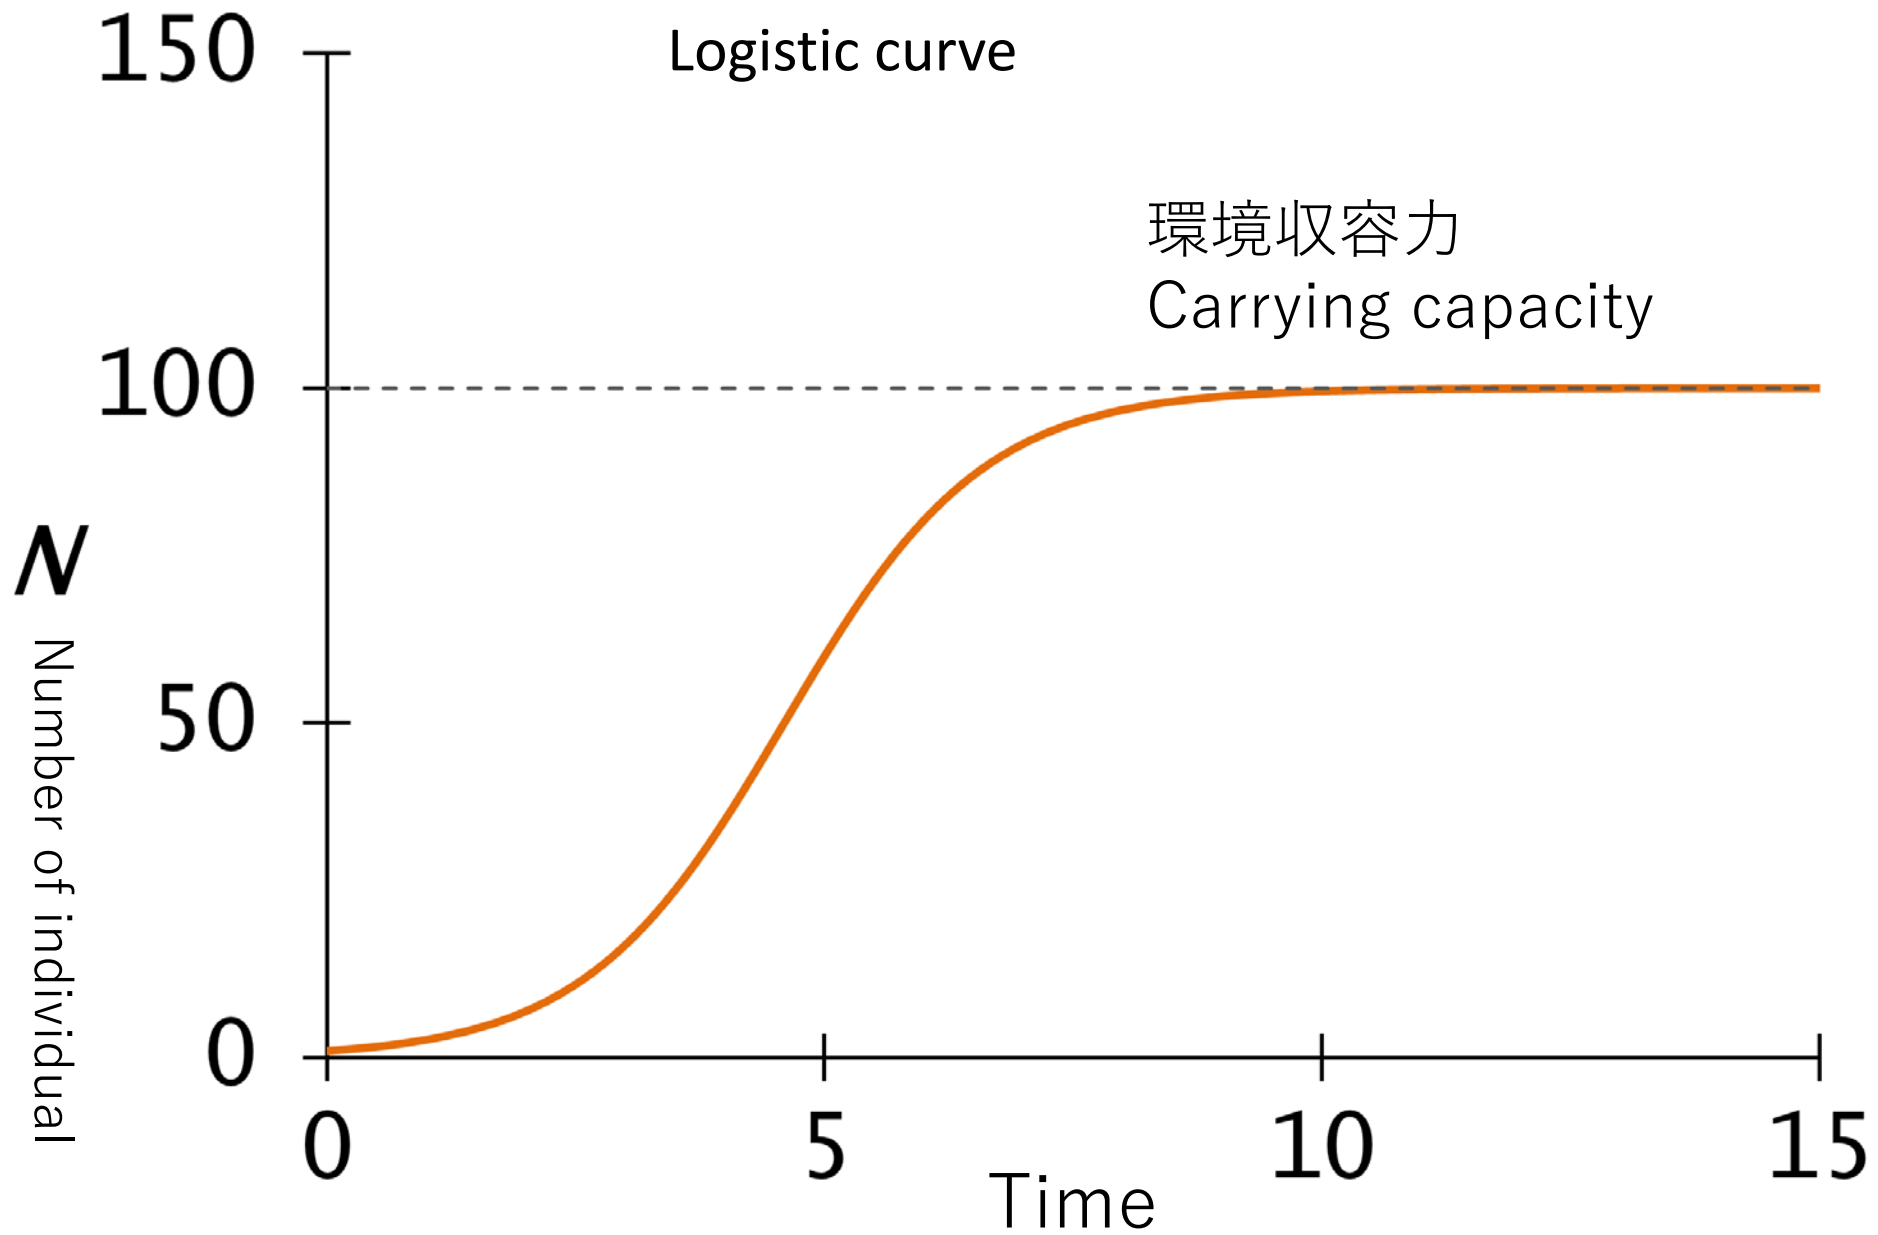 Logistic curve
150
環境収容力
Carrying capacity
100
N
Number of individual
50
0
0 5 10 15
Time